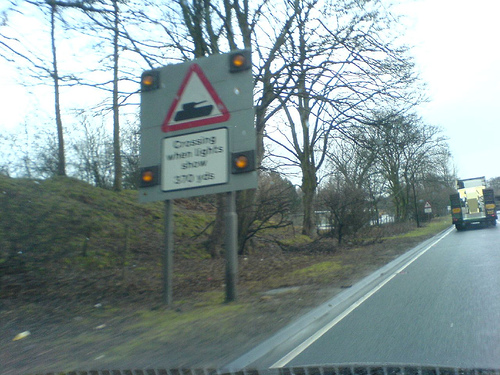 Crossing
when lights
show
370 yds